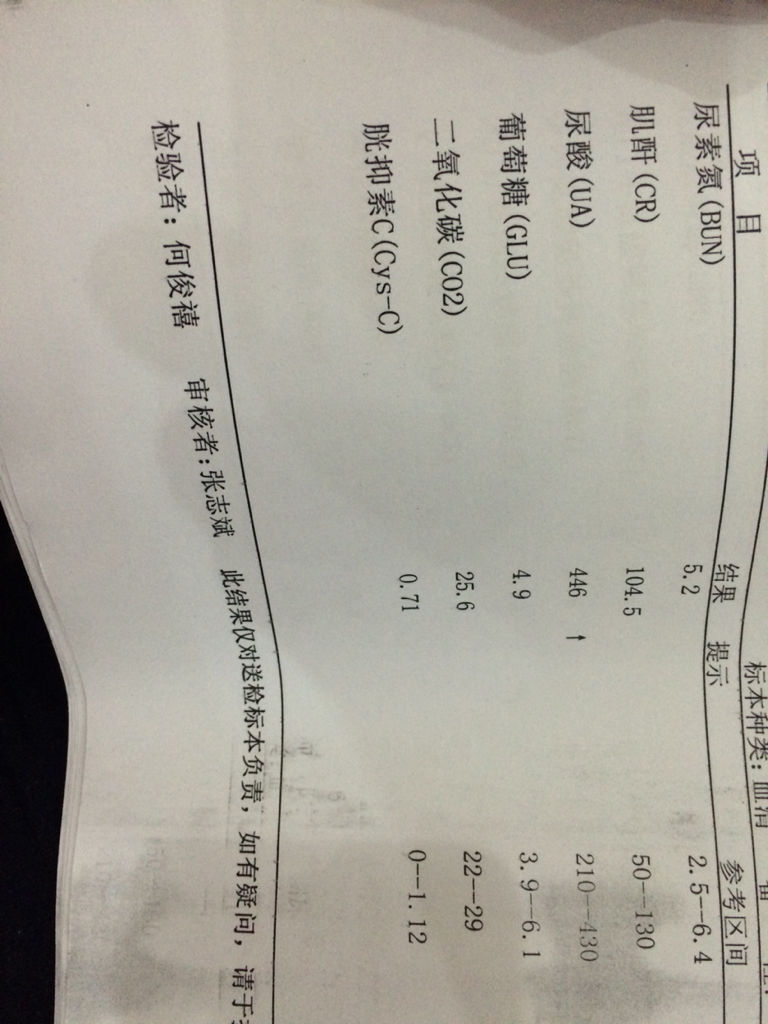 标本种类：血清
项 目 结果 提示 参考区间
尿素氮(BUN) 5.2 2.5--6.4
肌酐(CR) 104.5 50--130
尿酸(UA) 446 ↑ 210--430
葡萄糖(GLU) 4.9 3.9--6.1
二氧化碳(CO2) 25.6 22--29
胱抑素C(Cys-C) 0.71 0--1.12
检验者：何俊禧 审核者：张志斌 此结果仅对送检标本负责，如有疑问，请于